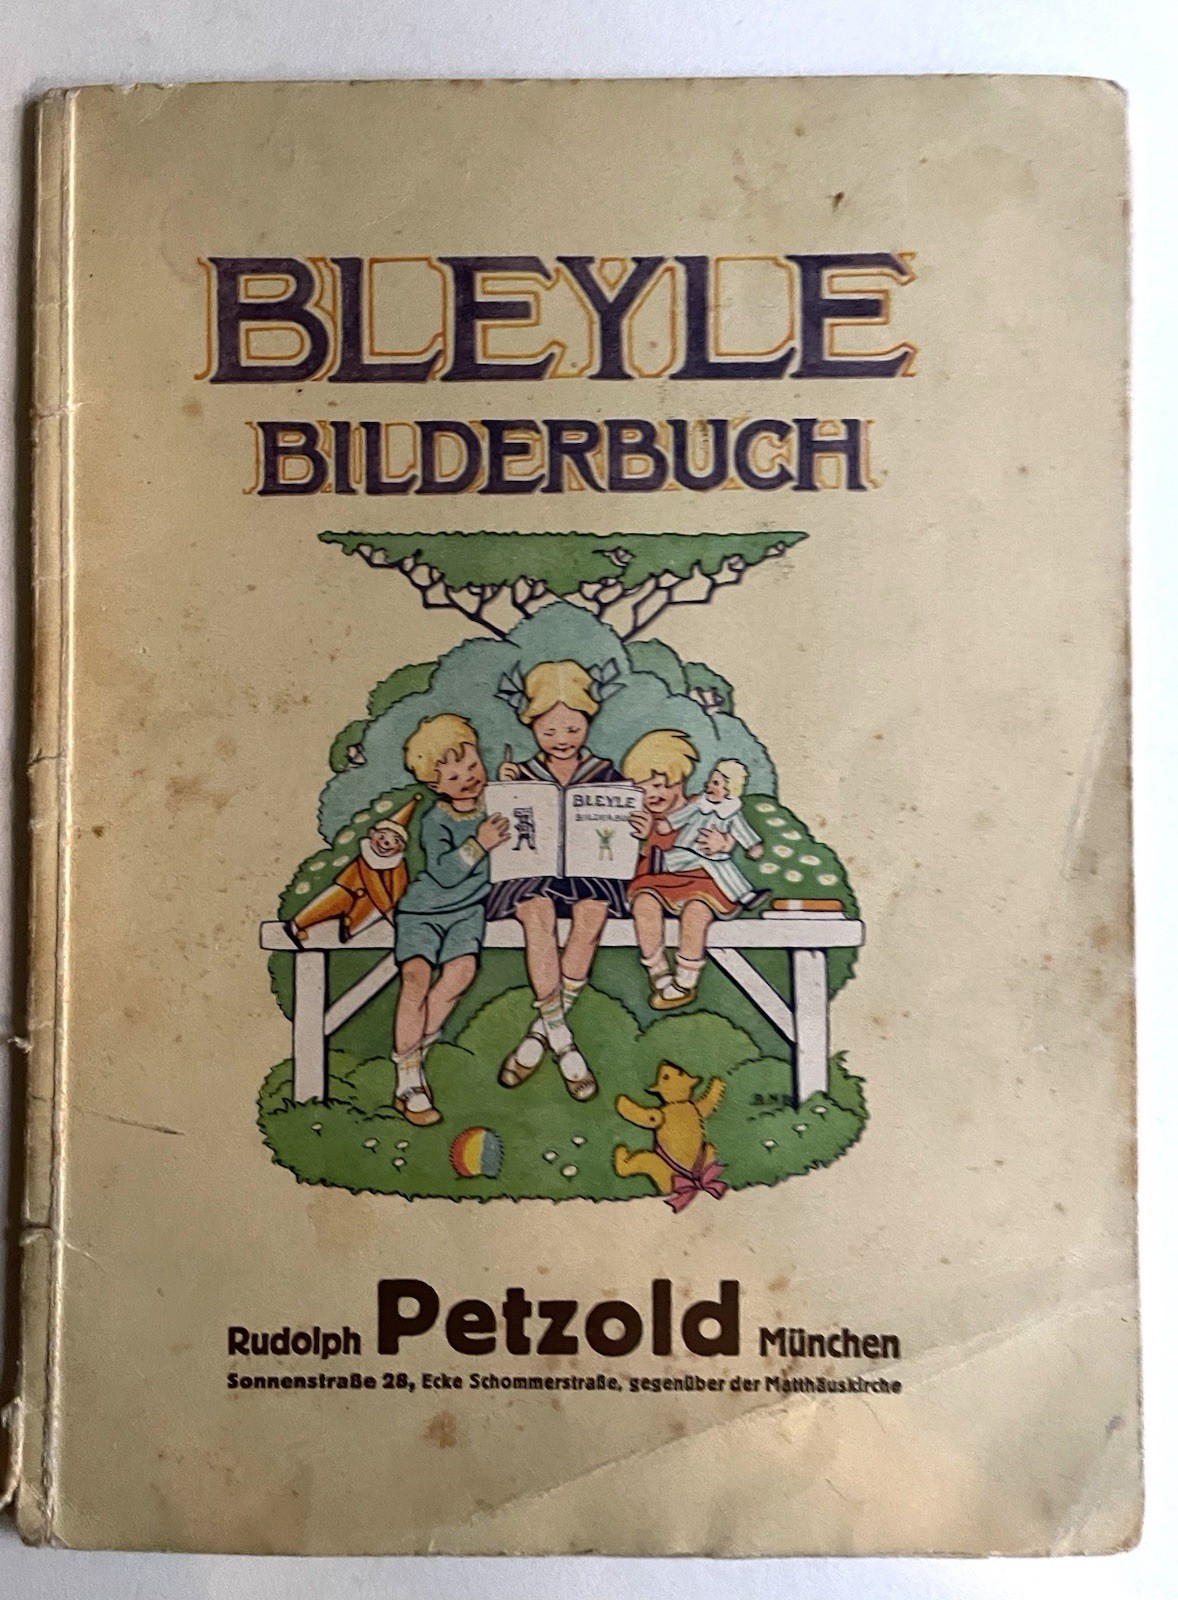 BLEYLE
BILDERBUCH
BLEYLE
Rudolph Petzold München
Sonnenstraße 28, Ecke Schommerstraße, gegenüber der Matthäuskirche